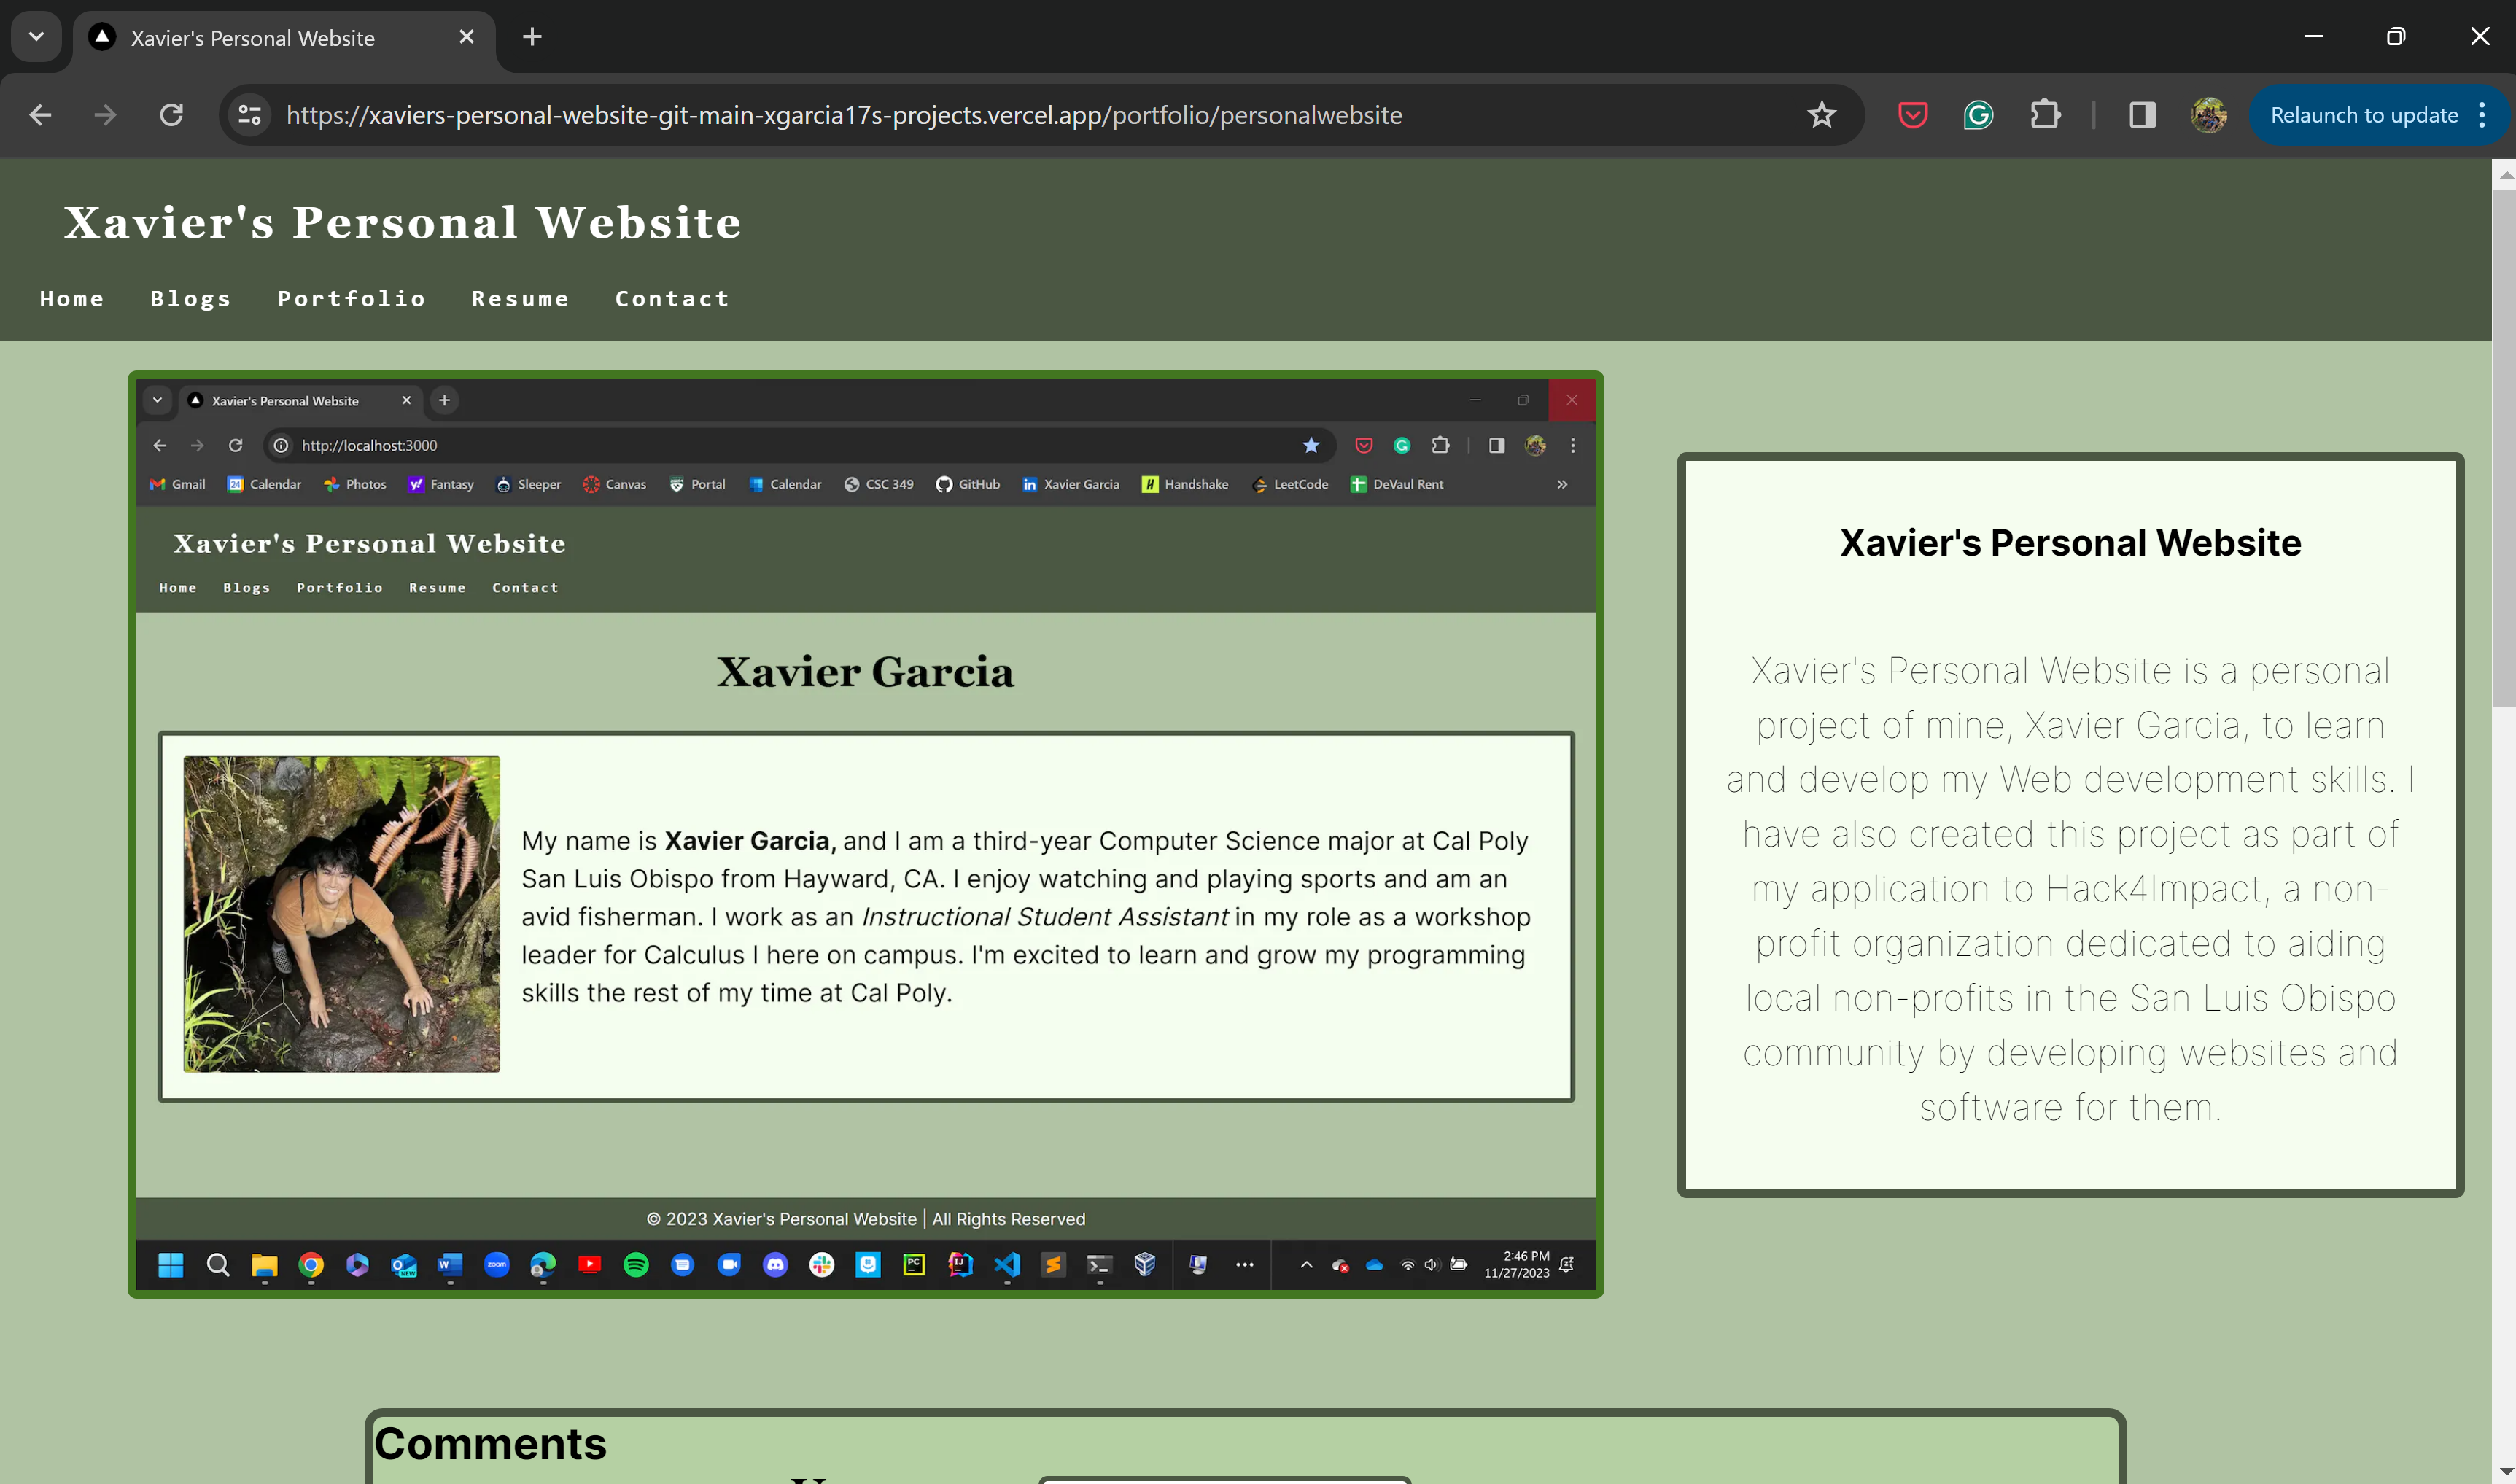 Xavier's Personal Website
https://xaviers-personal-website-git-main-xgarcia17s-projects.vercel.app/portfolio/personalwebsite
Relaunch to update
Xavier's Personal Website
Home Blogs Portfolio Resume Contact
Xavier's Personal Website
http://localhost:3000
Gmail Calendar Photos Fantasy Sleeper Canvas Portal Calendar CSC 349 GitHub Xavier Garcia Handshake LeetCode DeVaul Rent
Xavier's Personal Website
Home Blogs Portfolio Resume Contact
Xavier Garcia
My name is Xavier Garcia, and I am a third-year Computer Science major at Cal Poly
San Luis Obispo from Hayward, CA. I enjoy watching and playing sports and am an
avid fisherman. I work as an Instructional Student Assistant in my role as a workshop
leader for Calculus I here on campus. I'm excited to learn and grow my programming
skills the rest of my time at Cal Poly.
© 2023 Xavier's Personal Website | All Rights Reserved
2:46 PM
11/27/2023
Xavier's Personal Website
Xavier's Personal Website is a personal
project of mine, Xavier Garcia, to learn
and develop my Web development skills. I
have also created this project as part of
my application to Hack4Impact, a non-
profit organization dedicated to aiding
local non-profits in the San Luis Obispo
community by developing websites and
software for them.
Comments